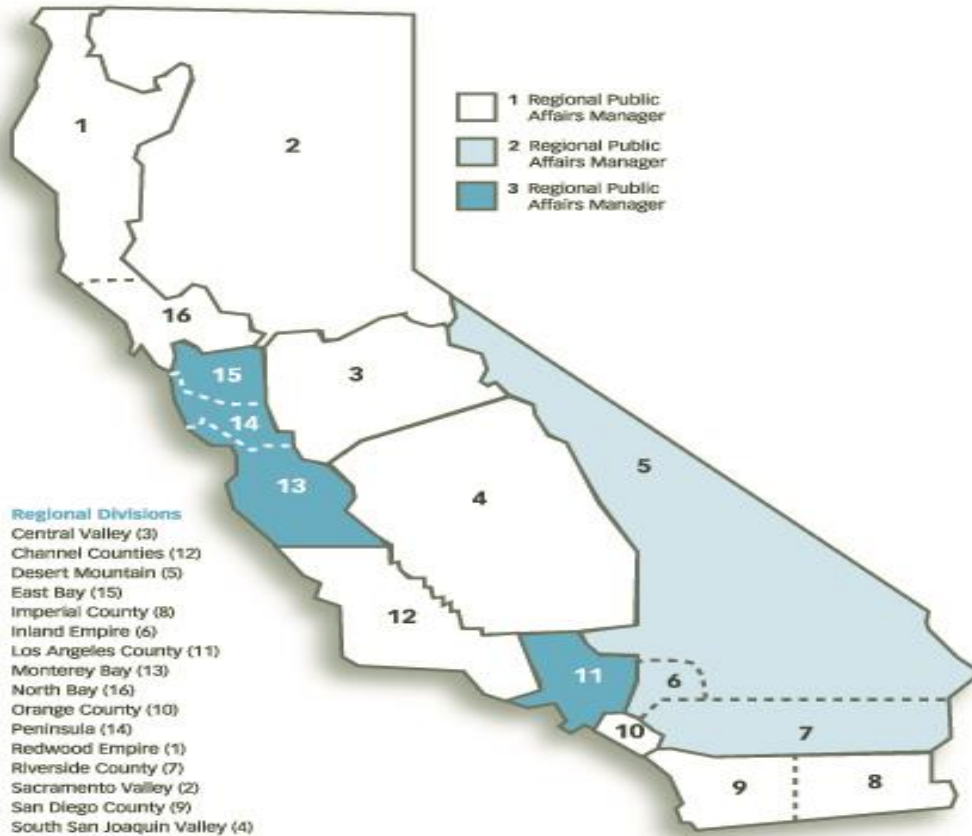 1 Regional Public
Affairs Manager
2 Regional Public
Affairs Manager
3 Regional Public
Affairs Manager
1
2
16
15
3
14
5
13
4
12
11
6
10
7
9
8
Regional Divisions
Central Valley (3)
Channel Counties (12)
Desert Mountain (5)
East Bay (15)
Imperial County (8)
Inland Empire (6)
Los Angeles County (11)
Monterey Bay (13)
North Bay (16)
Orange County (10)
Peninsula (14)
Redwood Empire (1)
Riverside County (7)
Sacramento Valley (2)
San Diego County (9)
South San Joaquin Valley (4)